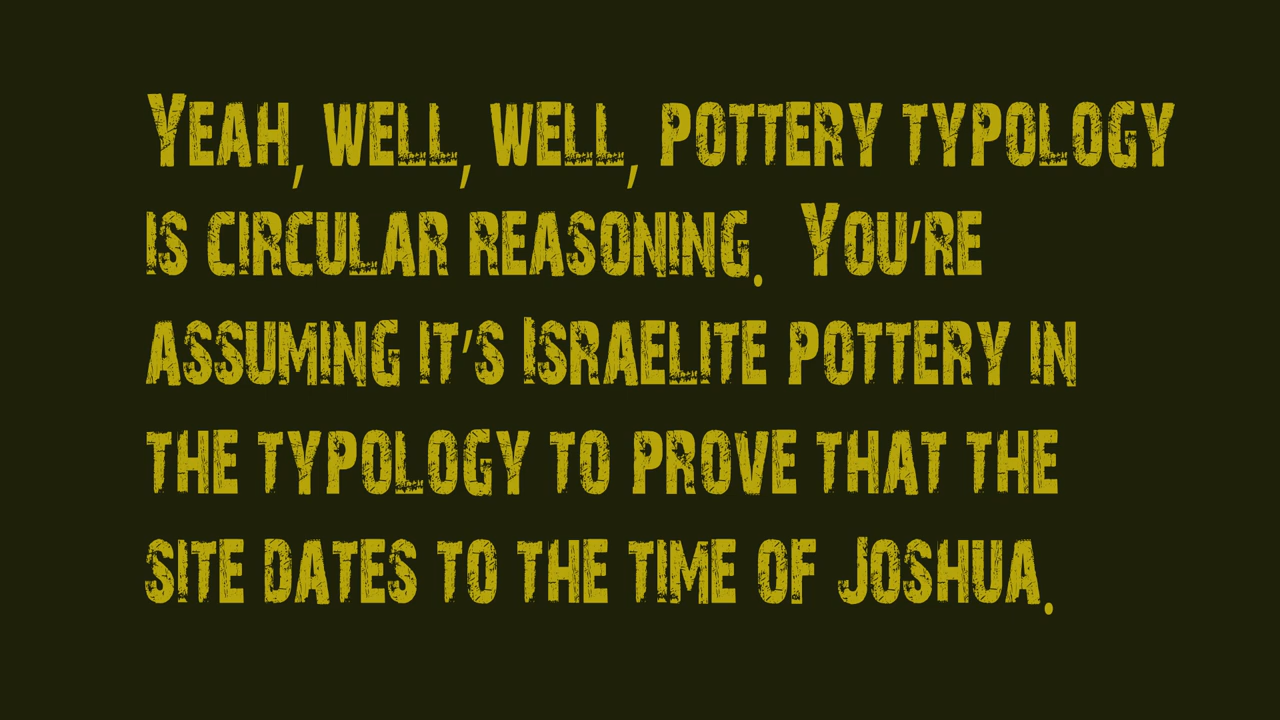 Yeah, well, well, pottery typology
is circular reasoning.  You're
assuming it's Israelite pottery in
the typology to prove that the
site dates to the time of Joshua.